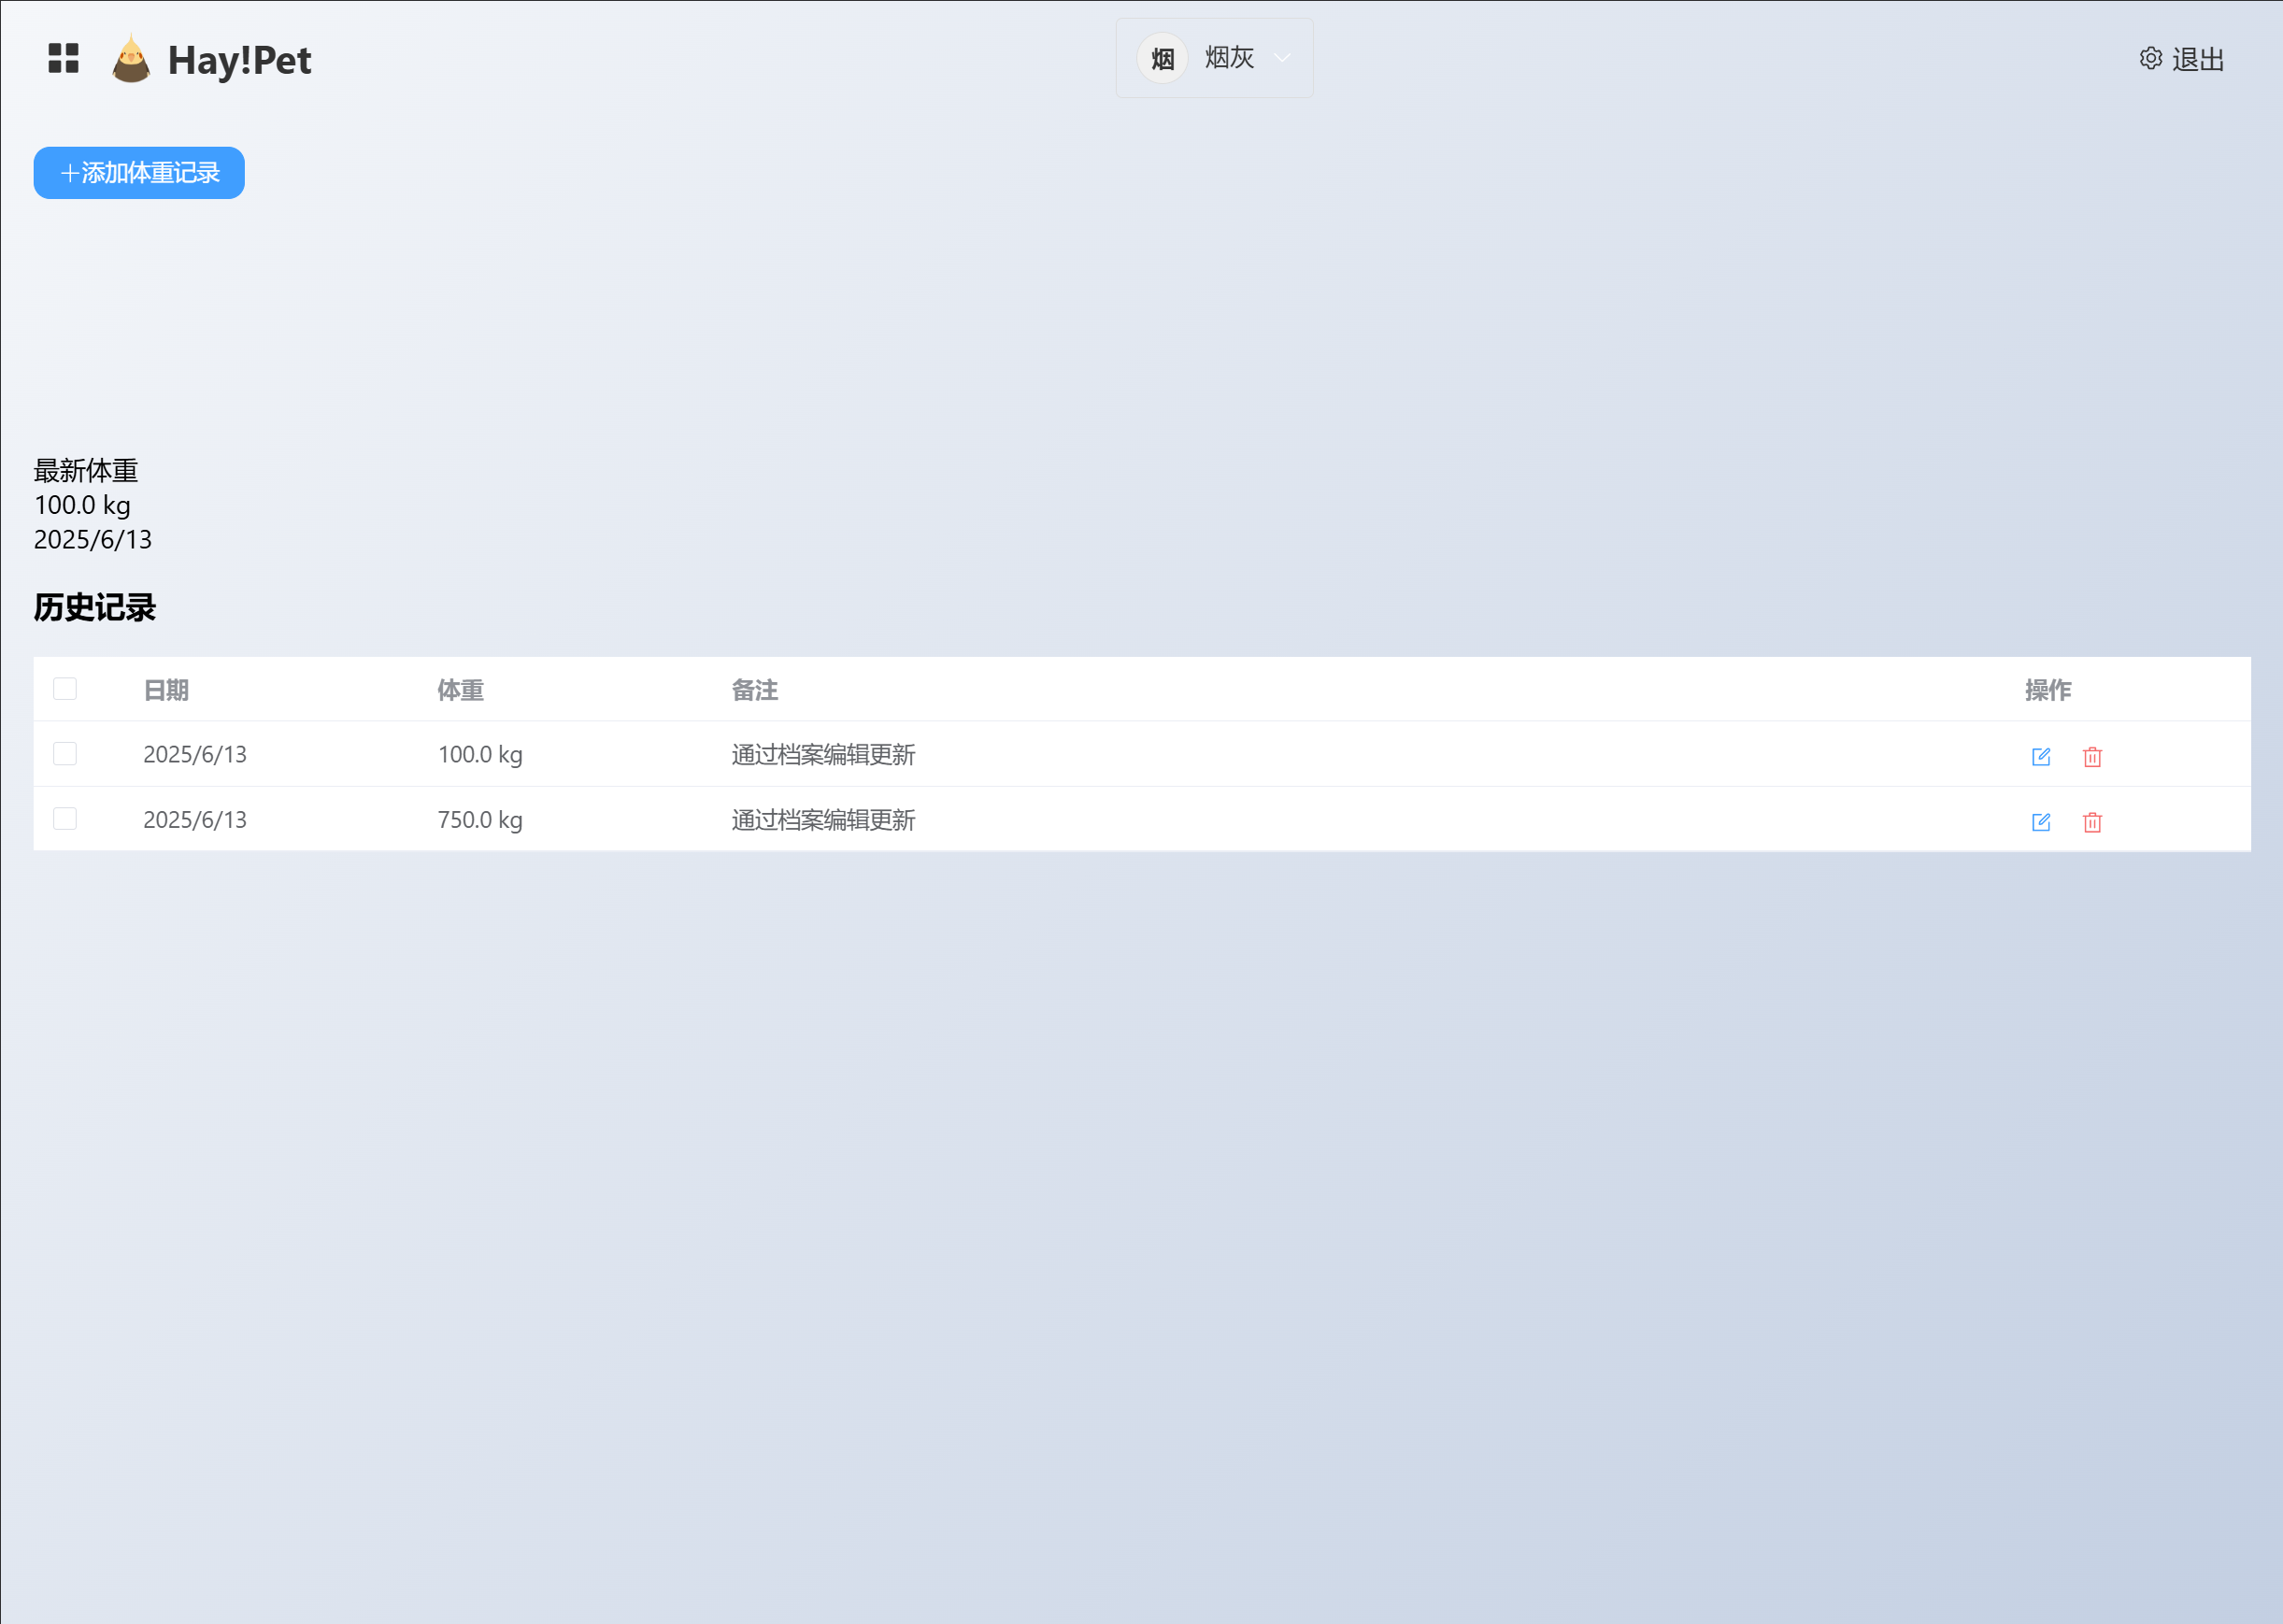 Hay!Pet
烟 烟灰
退出
+添加体重记录
最新体重
100.0 kg
2025/6/13
历史记录
日期 体重 备注 操作
2025/6/13 100.0 kg 通过档案编辑更新
2025/6/13 750.0 kg 通过档案编辑更新